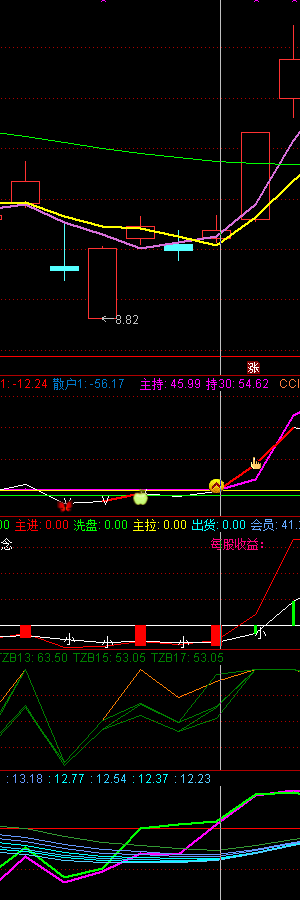 8.82
涨
1: -12.24 散户1: -56.17 主持: 45.99 持30: 54.62 CCI
00 主进: 0.00 洗盘: 0.00 主拉: 0.00 出货: 0.00 会员: 41.
念 每股收益:
小 小 小 小
TZB13: 63.50 TZB15: 53.05 TZB17: 53.05
: 13.18 : 12.77 : 12.54 : 12.37 : 12.23